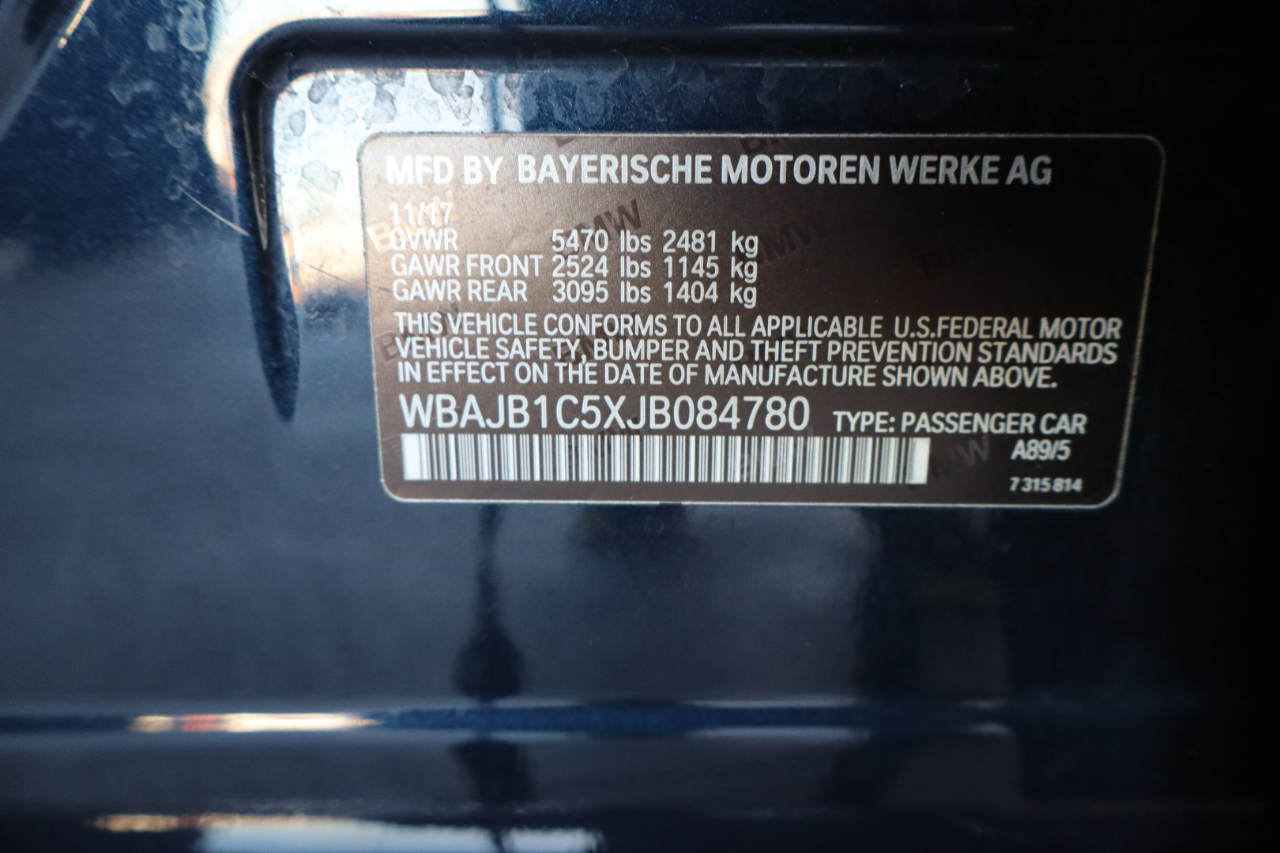 MFD BY BAYERISCHE MOTOREN WERKE AG
11/17
GVWR 5470 lbs 2481 kg
GAWR FRONT 2524 lbs 1145 kg
GAWR REAR 3095 lbs 1404 kg
THIS VEHICLE CONFORMS TO ALL APPLICABLE U.S.FEDERAL MOTOR
VEHICLE SAFETY, BUMPER AND THEFT PREVENTION STANDARDS
IN EFFECT ON THE DATE OF MANUFACTURE SHOWN ABOVE.
WBAJB1C5XJB084780 TYPE: PASSENGER CAR
A89/5
7 315 814